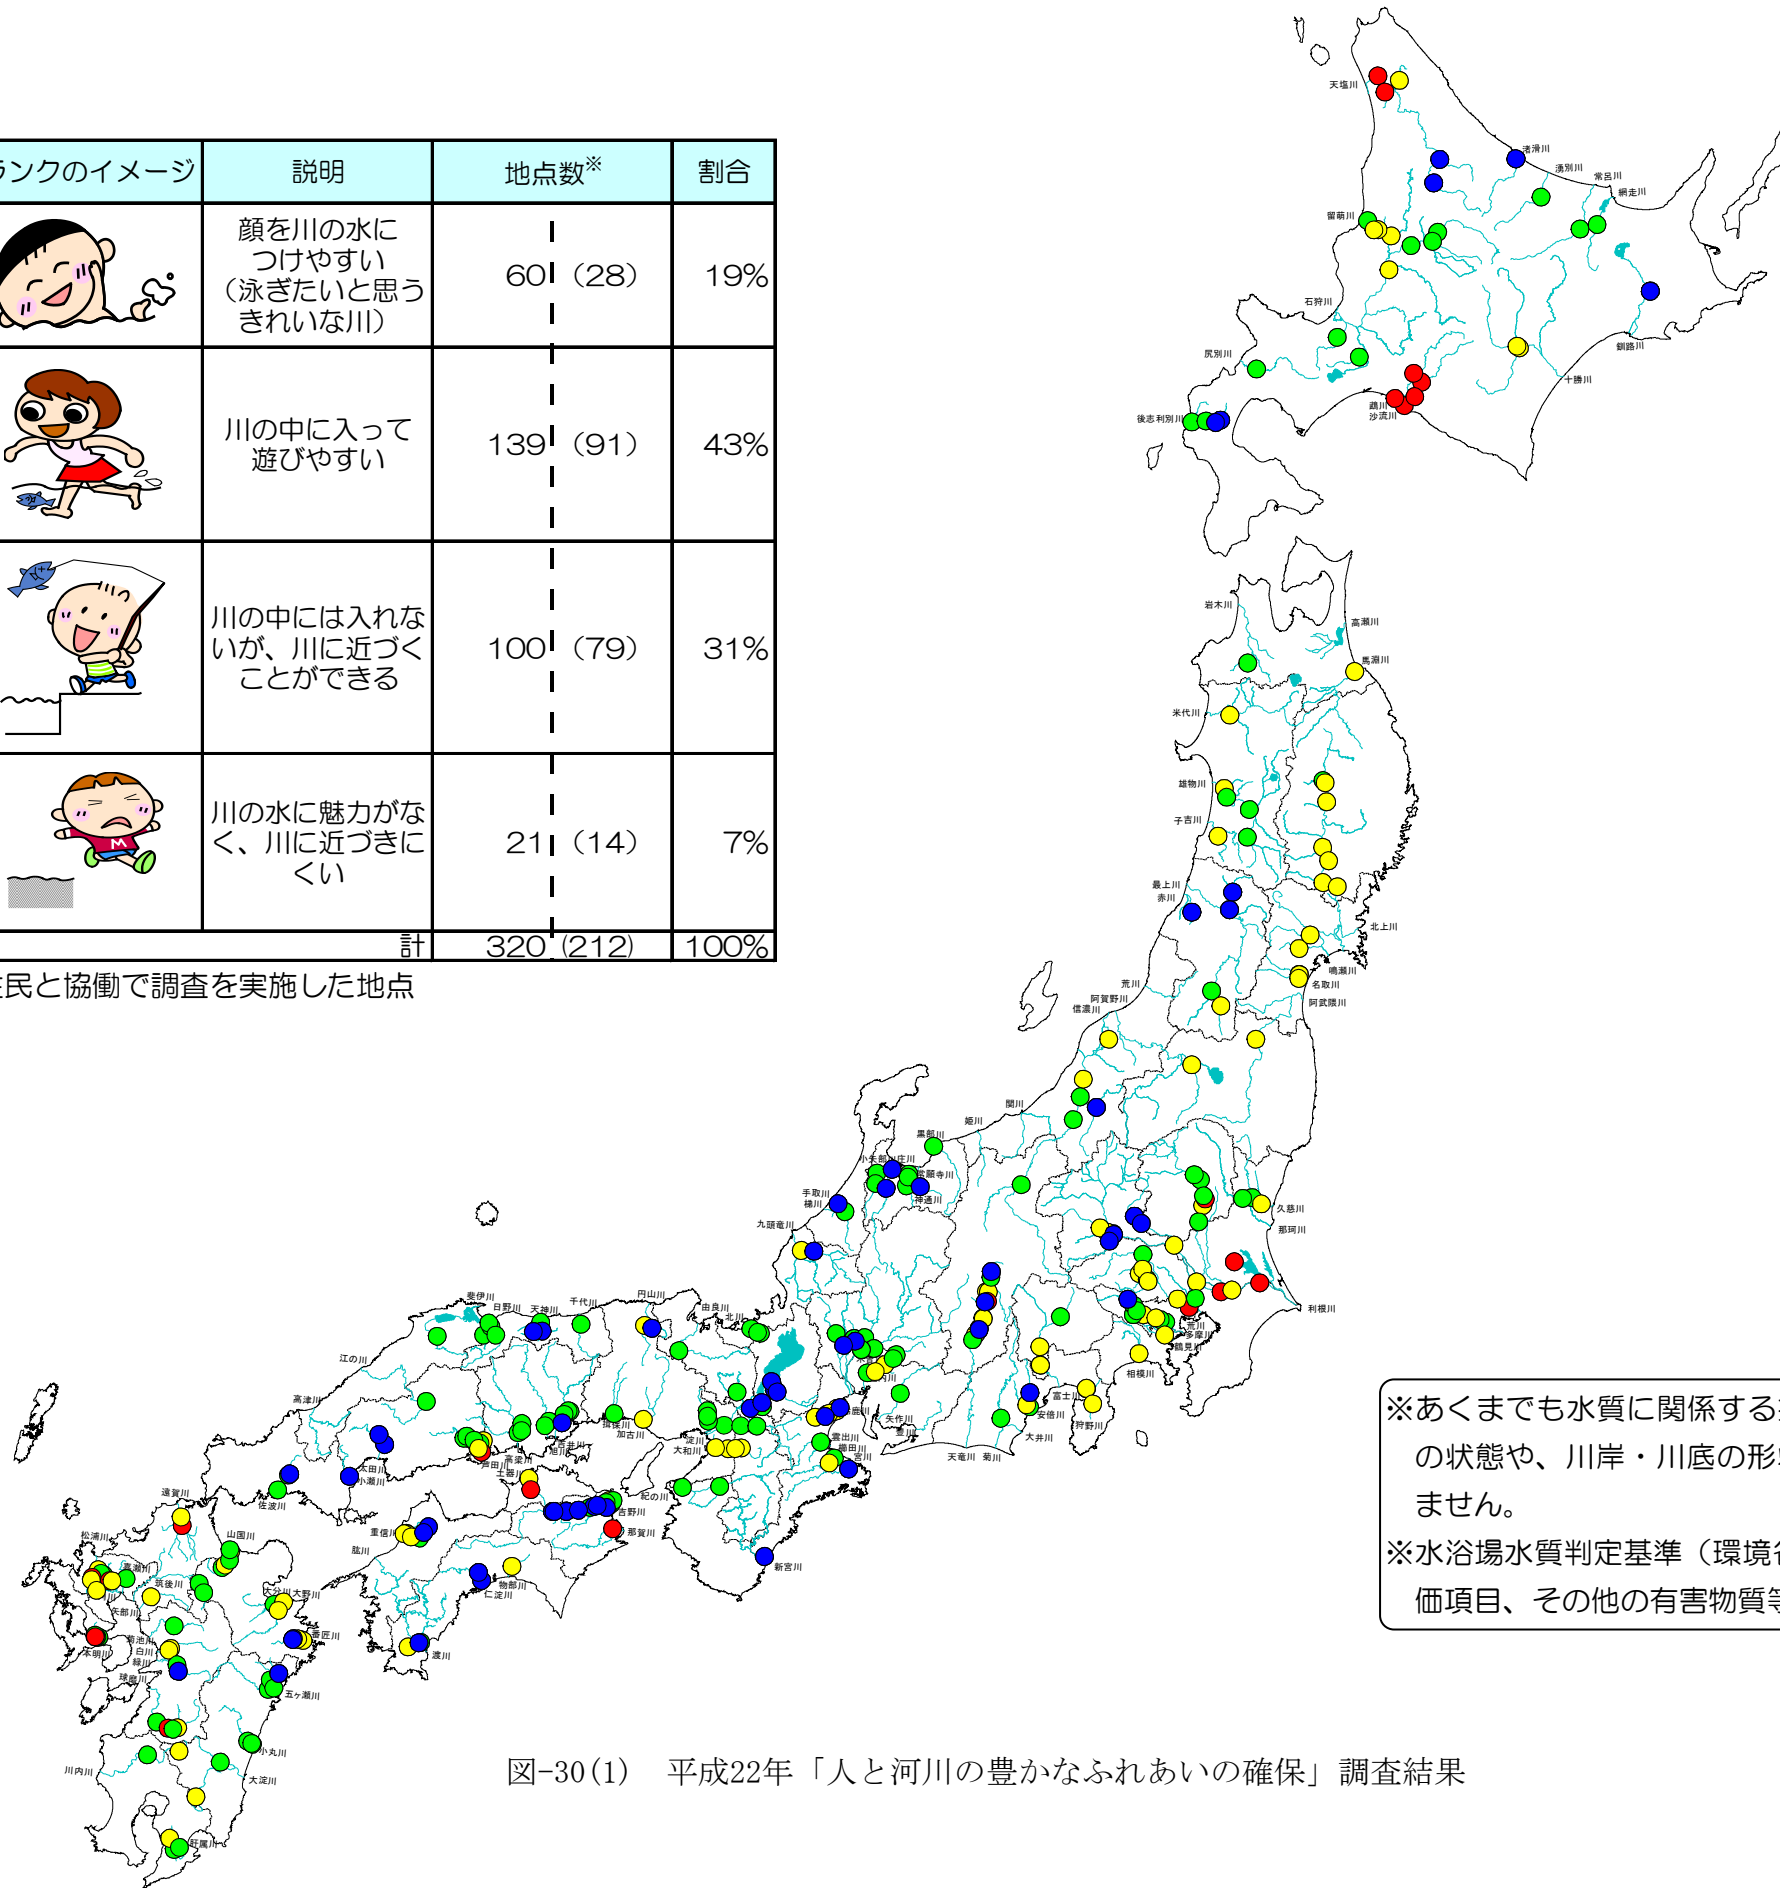 ランクのイメージ 説明 地点数※ 割合
顔を川の水に
つけやすい
（泳ぎたいと思う
きれいな川）
60 （28） 19%
川の中に入って
遊びやすい
139 （91） 43%
川の中には入れな
いが、川に近づく
ことができる
100 （79） 31%
川の水に魅力がな
く、川に近づきに
くい
21 （14） 7%
M
計 320 (212) 100%
住民と協働で調査を実施した地点
天塩川
渚滑川
湧別川
常呂川
網走川
留萌川
石狩川
尻別川
釧路川
十勝川
鵡川
沙流川
後志利別川
岩木川
高瀬川
馬淵川
米代川
雄物川
子吉川
最上川
赤川
北上川
鳴瀬川
名取川
阿武隈川
荒川
阿賀野川
信濃川
関川
姫川
黒部川
小矢部川
庄川
常願寺川
神通川
手取川
梯川
九頭竜川
久慈川
那珂川
利根川
荒川
多摩川
鶴見川
相模川
富士川
狩野川
安倍川
大井川
菊川
天竜川
豊川
矢作川
庄内川
木曽川
鈴鹿川
雲出川
櫛田川
宮川
由良川
北川
円山川
千代川
天神川
日野川
斐伊川
江の川
高津川
揖保川
加古川
淀川
大和川
紀の川
新宮川
吉井川
旭川
高梁川
芦田川
太田川
小瀬川
佐波川
土器川
吉野川
那賀川
重信川
肱川
物部川
仁淀川
渡川
遠賀川
山国川
松浦川
嘉瀬川
筑後川
矢部川
大分川
大野川
番匠川
菊池川
白川
緑川
本明川
球磨川
五ヶ瀬川
小丸川
大淀川
川内川
肝属川
※あくまでも水質に関係する
の状態や、川岸・川底の形
ません。
※水浴場水質判定基準（環境省
価項目、その他の有害物質等
図-30(1)　平成22年「人と河川の豊かなふれあいの確保」調査結果